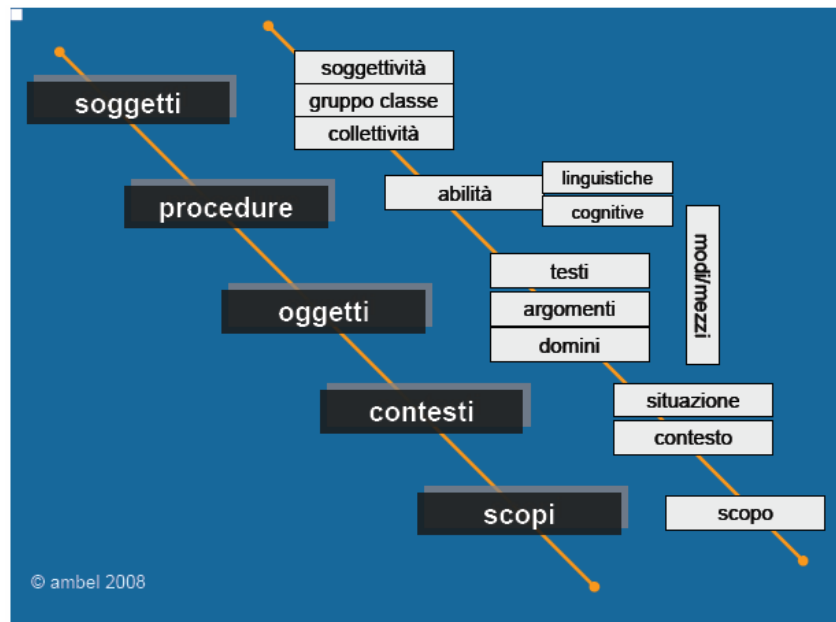 soggetti
procedure
oggetti
contesti
scopi
soggettività
gruppo classe
collettività
abilità
linguistiche
cognitive
modi/mezzi
testi
argomenti
domini
situazione
contesto
scopo
© ambel 2008